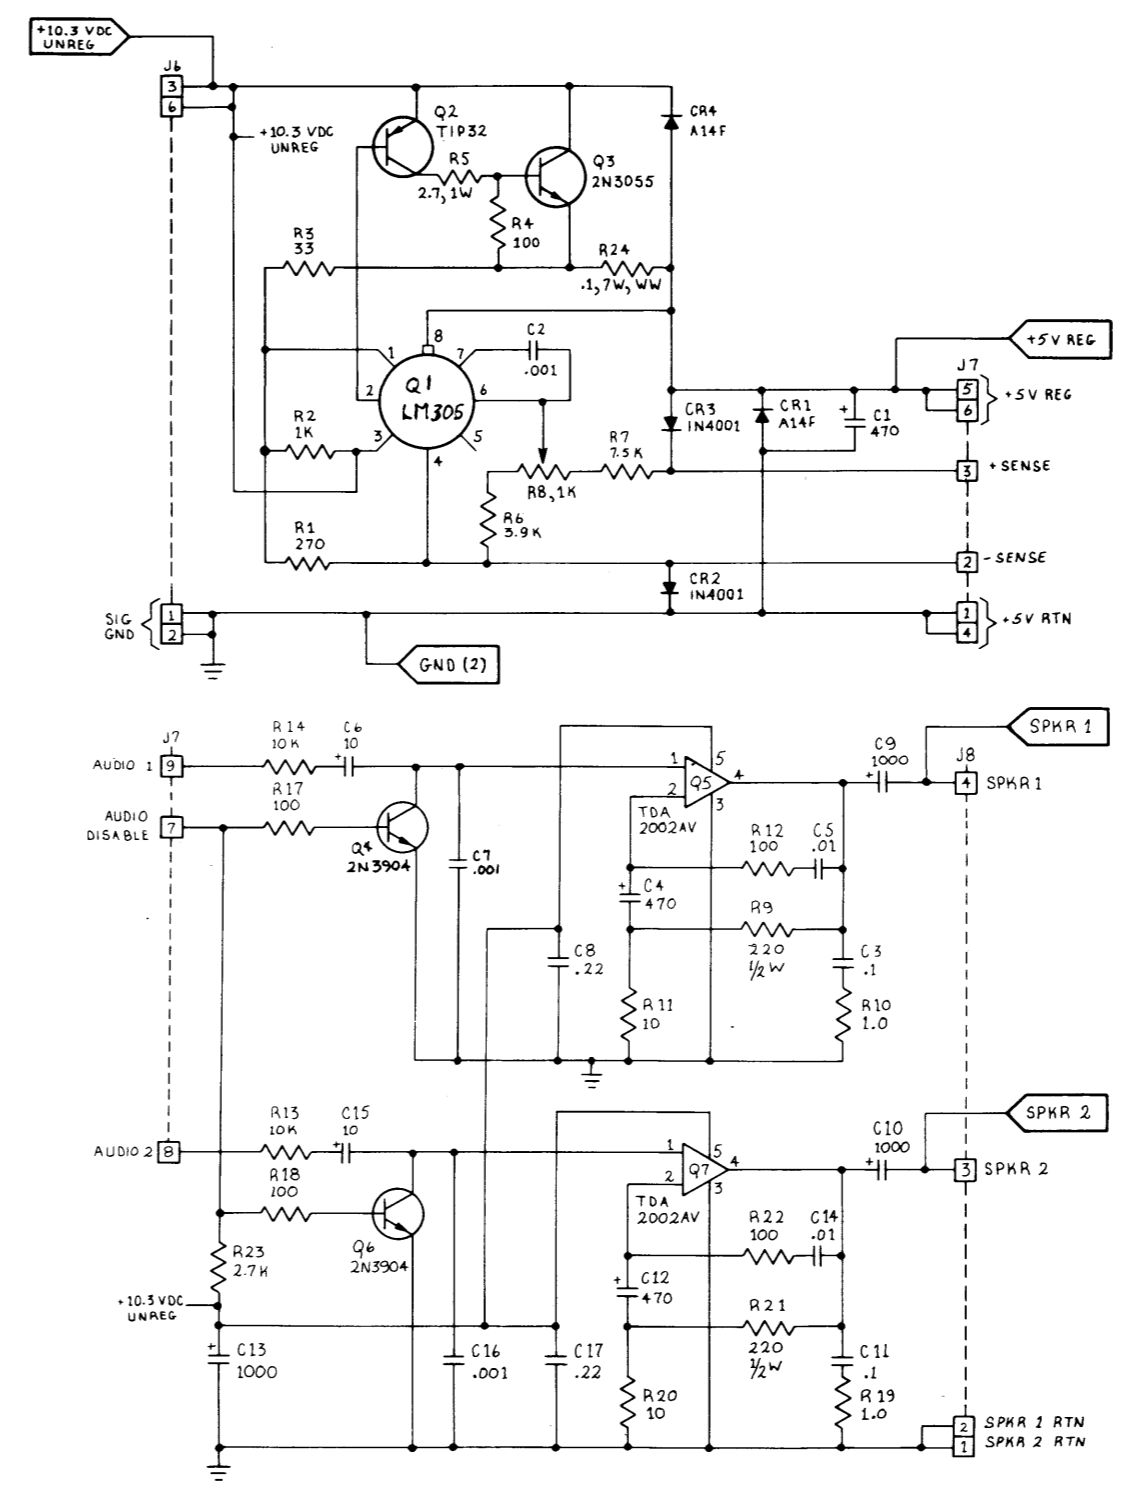 +10.3 VDC
UNREG
J6
3
6
+10.3 VDC
UNREG
Q2
TIP32
R5
2.7, 1W
Q3
2N3055
CR4
A14F
R4
100
R3
33
R24
.1, 7W, WW
8
1
7
C2
.001
2
Q1
LM305
6
3
5
4
R2
1K
R8, 1K
R7
7.5K
R6
3.9K
R1
270
CR3
IN4001
CR1
A14F
+
C1
470
+5V REG
J7
5
6
+5V REG
3
+SENSE
2
-SENSE
CR2
IN4001
SIG
GND
1
2
1
4
+5V RTN
GND (2)
J7
AUDIO 1
9
R14
10K
C6
10
+
AUDIO
DISABLE
7
R17
100
Q4
2N3904
C7
.001
1
2
5
4
3
Q5
TDA
2002AV
C9
1000
+
SPKR 1
J8
4
SPKR 1
R12
100
C5
.01
+
C4
470
R9
220
1/2W
C8
.22
C3
.1
R11
10
R10
1.0
AUDIO 2
8
R13
10K
C15
10
+
R18
100
Q6
2N3904
R23
2.7K
+10.3 VDC
UNREG
+
C13
1000
C16
.001
C17
.22
1
2
5
4
3
Q7
TDA
2002AV
C10
1000
+
SPKR 2
3
SPKR 2
R22
100
C14
.01
+
C12
470
R21
220
1/2W
C11
.1
R20
10
R19
1.0
2
SPKR 1 RTN
1
SPKR 2 RTN